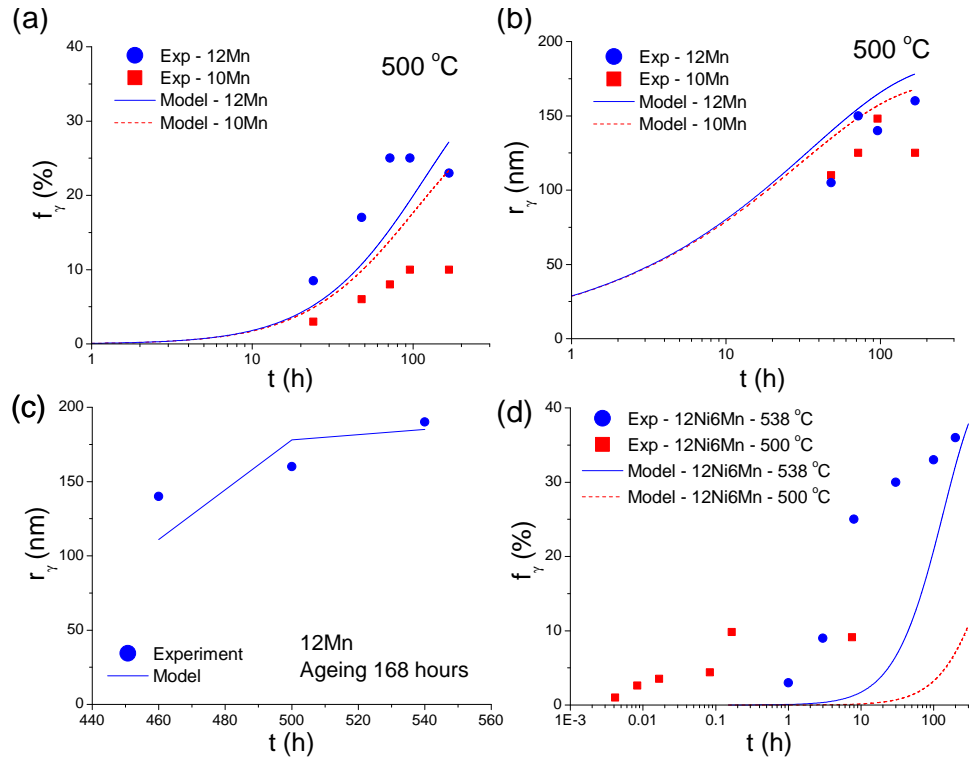 (a)
40
30
20
10
0
f_γ (%)
1
10
100
t (h)
Exp - 12Mn
Exp - 10Mn
Model - 12Mn
Model - 10Mn
500 °C
(b)
200
150
100
50
0
r_γ (nm)
1
10
100
t (h)
Exp - 12Mn
Exp - 10Mn
Model - 12Mn
Model - 10Mn
500 °C
(c)
200
150
100
50
0
r_γ (nm)
440
460
480
500
520
540
560
t (h)
Experiment
Model
12Mn
Ageing 168 hours
(d)
40
30
20
10
0
f_γ (%)
1E-3
0.01
0.1
1
10
100
t (h)
Exp - 12Ni6Mn - 538 °C
Exp - 12Ni6Mn - 500 °C
Model - 12Ni6Mn - 538 °C
Model - 12Ni6Mn - 500 °C